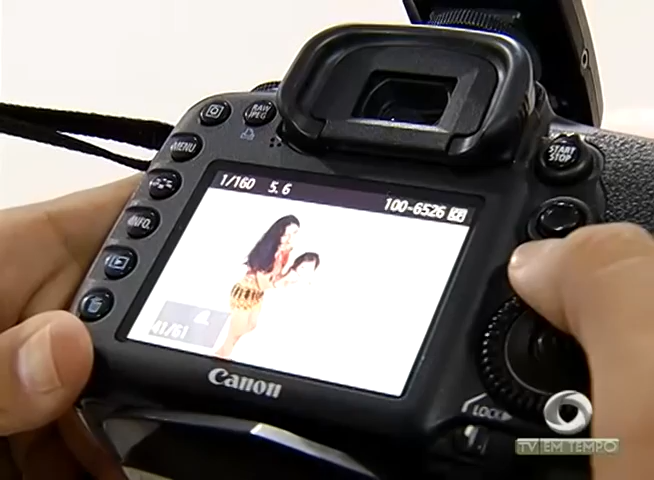 RAW
JPEG
MENU
START
STOP
INFO.
1/160 5.6
100-6526
41/61
Canon
LOCK
TV EM TEMPO